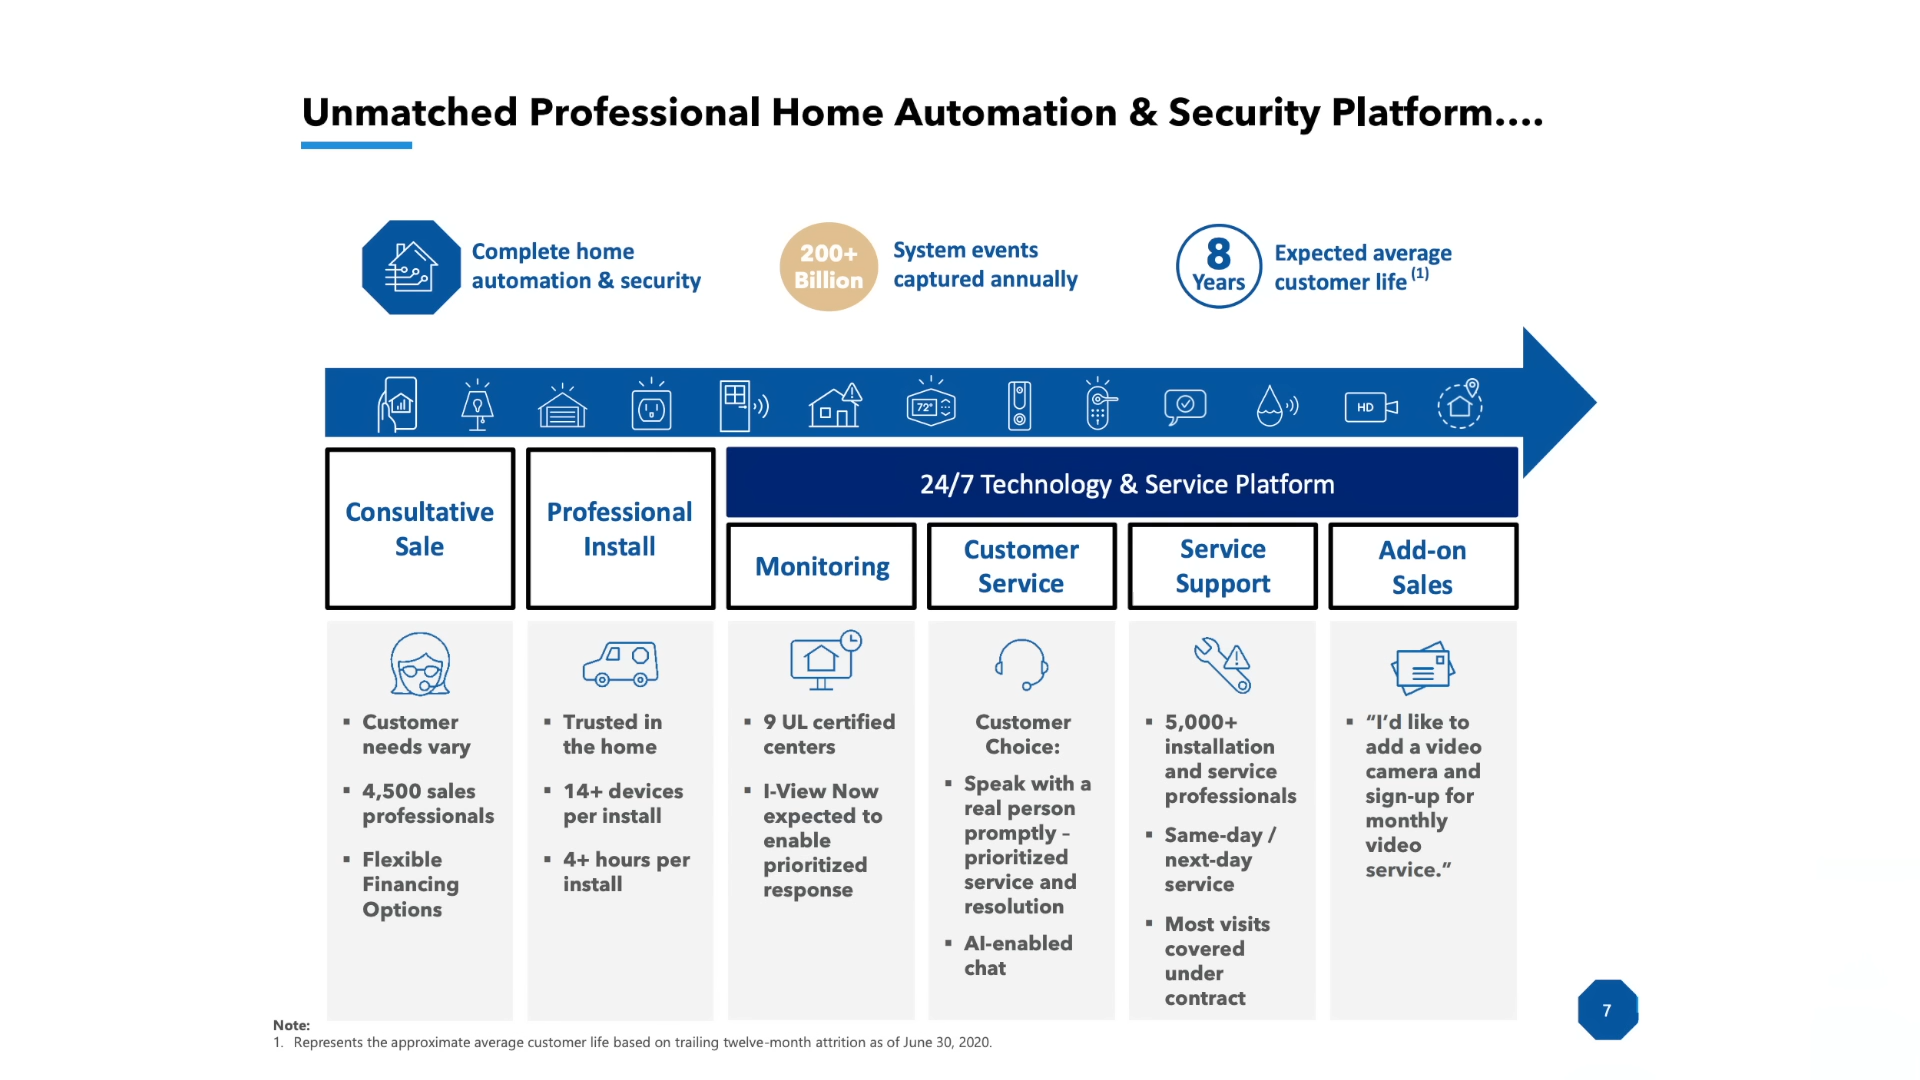 Unmatched Professional Home Automation & Security Platform....
Complete home
automation & security
200+
Billion
System events
captured annually
8
Years
Expected average
customer life (1)
72°
HD
Consultative
Sale
Professional
Install
24/7 Technology & Service Platform
Monitoring
Customer
Service
Service
Support
Add-on
Sales
▪ Customer
needs vary
▪ 4,500 sales
professionals
▪ Flexible
Financing
Options
▪ Trusted in
the home
▪ 14+ devices
per install
▪ 4+ hours per
install
▪ 9 UL certified
centers
▪ I-View Now
expected to
enable
prioritized
response
Customer
Choice:
▪ Speak with a
real person
promptly –
prioritized
service and
resolution
▪ AI-enabled
chat
▪ 5,000+
installation
and service
professionals
▪ Same-day /
next-day
service
▪ Most visits
covered
under
contract
▪ “I’d like to
add a video
camera and
sign-up for
monthly
video
service.”
Note:
1. Represents the approximate average customer life based on trailing twelve-month attrition as of June 30, 2020.
7